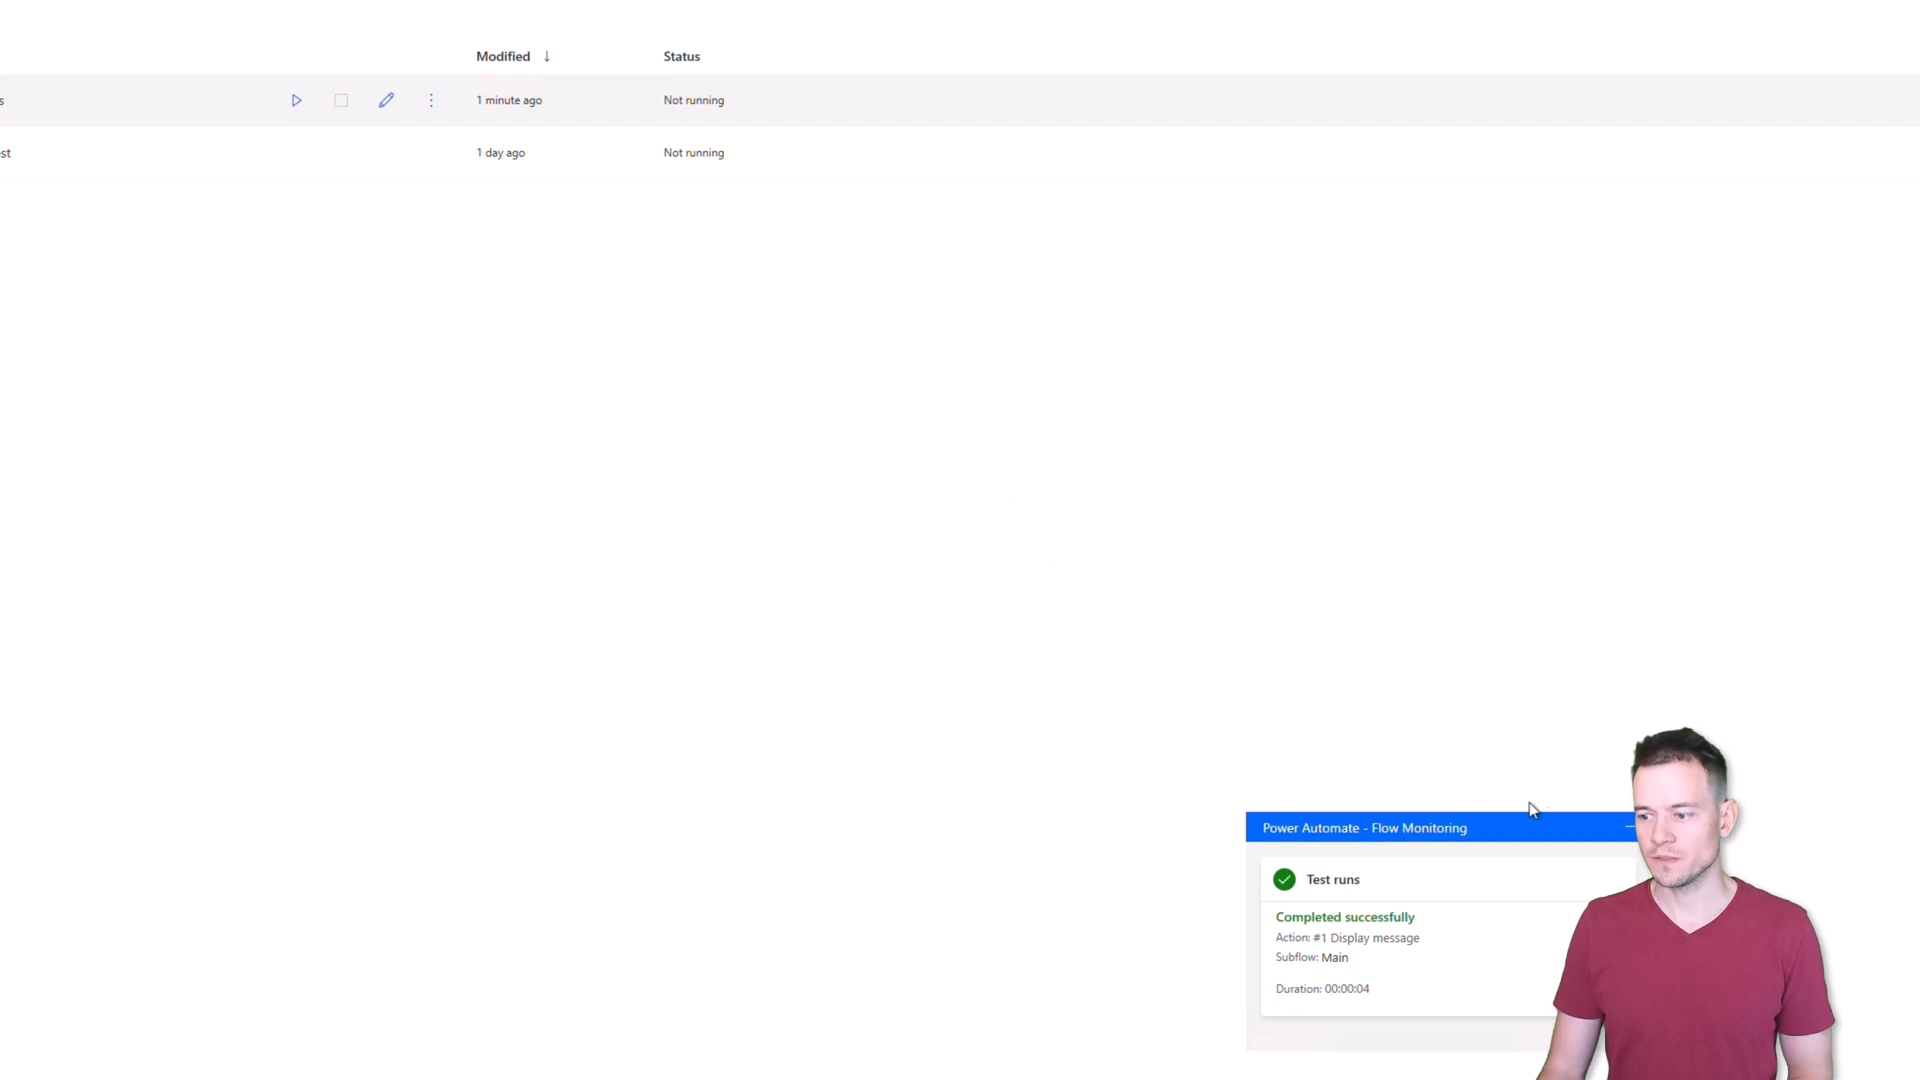 Modified ↓ Status
s 1 minute ago Not running
st 1 day ago Not running
Power Automate - Flow Monitoring
Test runs
Completed successfully
Action: #1 Display message
Subflow: Main
Duration: 00:00:04